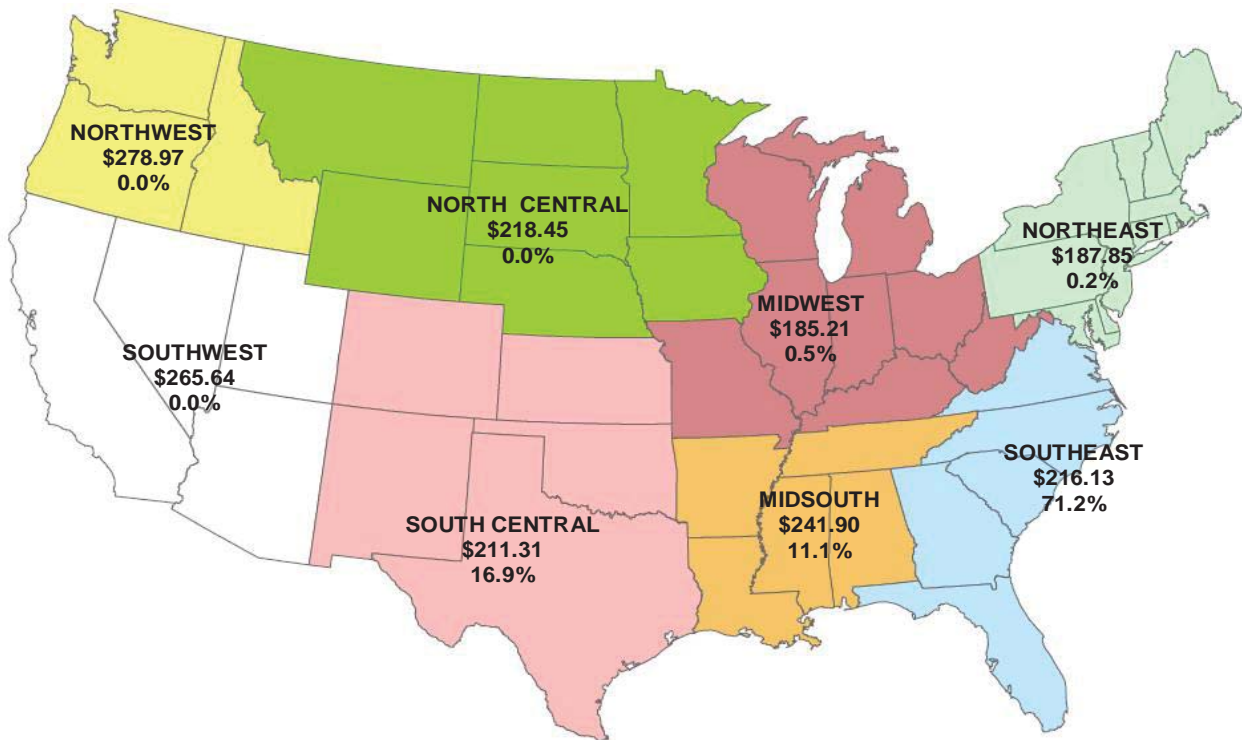 NORTHWEST
$278.97
0.0%
NORTH CENTRAL
$218.45
0.0%
NORTHEAST
$187.85
0.2%
MIDWEST
$185.21
0.5%
SOUTHWEST
$265.64
0.0%
SOUTHEAST
$216.13
71.2%
MIDSOUTH
$241.90
11.1%
SOUTH CENTRAL
$211.31
16.9%